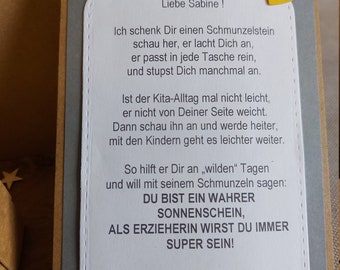 Liebe Sabine !
Ich schenk Dir einen Schmunzelstein
schau her, er lacht Dich an,
er passt in jede Tasche rein,
und stupst Dich manchmal an.
Ist der Kita-Alltag mal nicht leicht,
er nicht von Deiner Seite weicht.
Dann schau ihn an und werde heiter,
mit den Kindern geht es leichter weiter.
So hilft er Dir an „wilden" Tagen
und will mit seinem Schmunzeln sagen:
DU BIST EIN WAHRER
SONNENSCHEIN,
ALS ERZIEHERIN WIRST DU IMMER
SUPER SEIN!